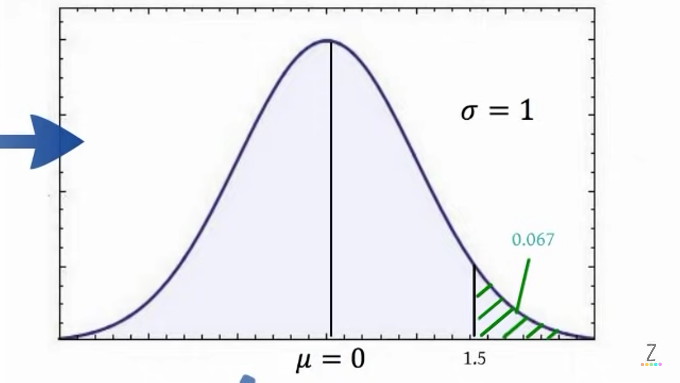 σ = 1
0.067
μ = 0
1.5
Z